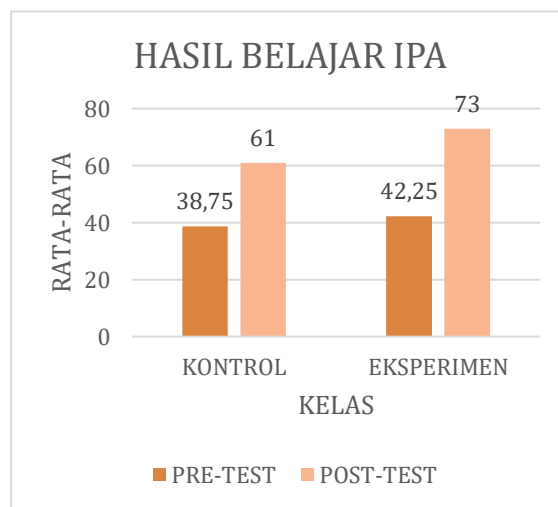 HASIL BELAJAR IPA
80
60
40
20
0
RATA-RATA
38,75
61
42,25
73
KONTROL
EKSPERIMEN
KELAS
PRE-TEST
POST-TEST